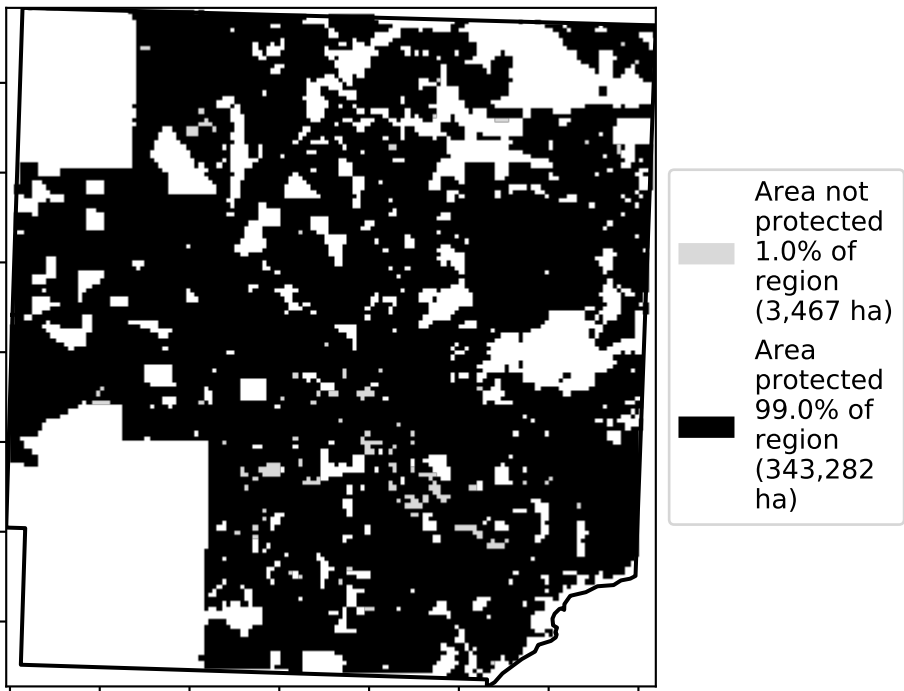 Area not
protected
1.0% of
region
(3,467 ha)
Area
protected
99.0% of
region
(343,282
ha)